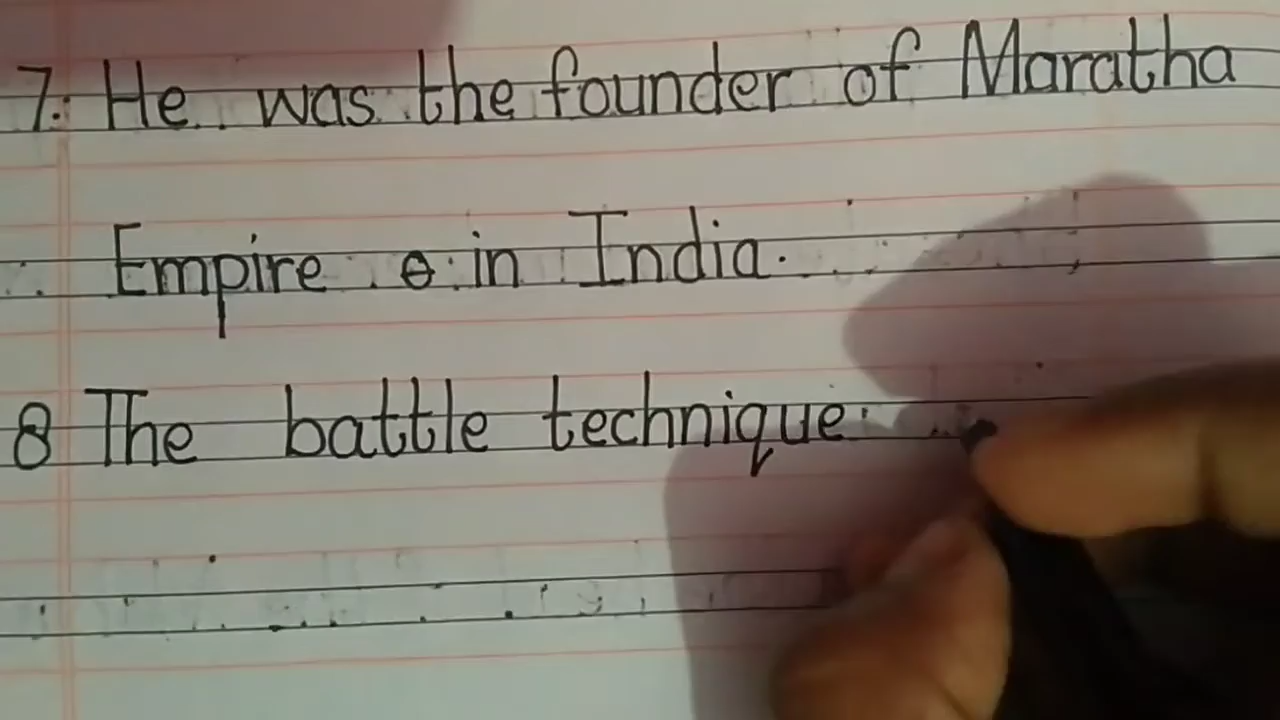 7. He was the founder of Maratha
Empire in India.
8 The battle technique